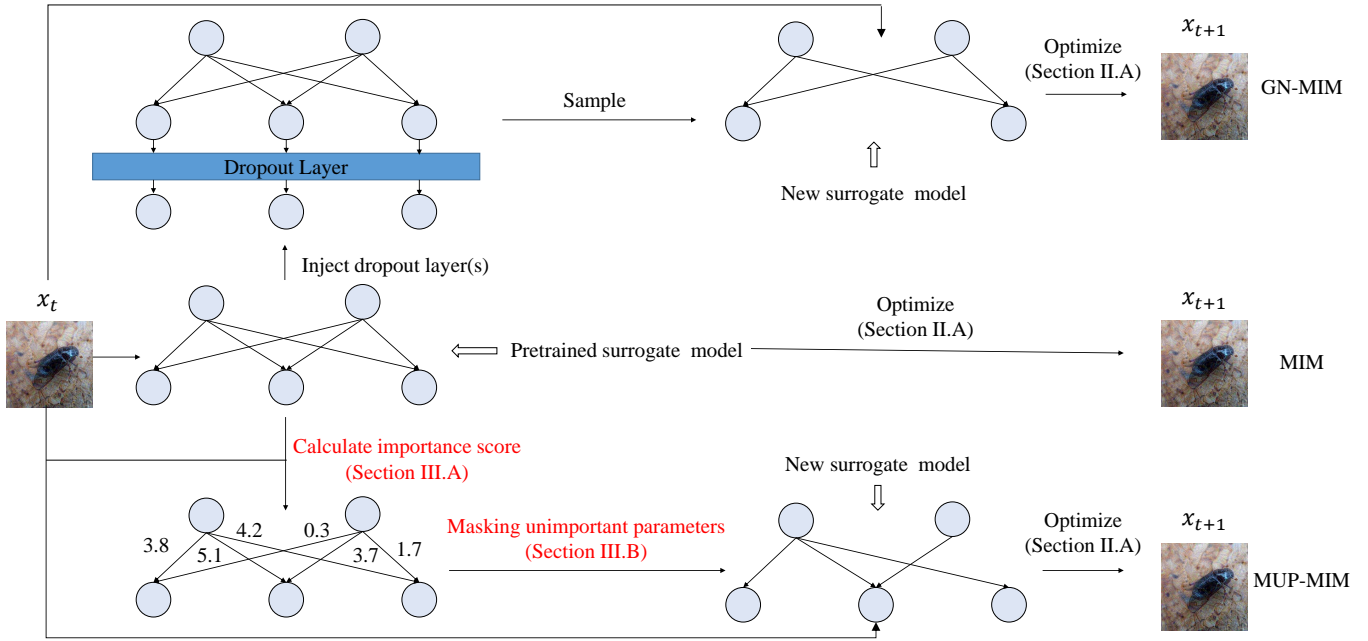 x_{t+1}
Optimize
(Section II.A)
Sample
GN-MIM
Dropout Layer
New surrogate model
Inject dropout layer(s)
x_t
x_{t+1}
Optimize
(Section II.A)
Pretrained surrogate model
MIM
Calculate importance score
(Section III.A)
New surrogate model
4.2
0.3
3.8
5.1
3.7
1.7
Masking unimportant parameters
(Section III.B)
Optimize
(Section II.A)
x_{t+1}
MUP-MIM